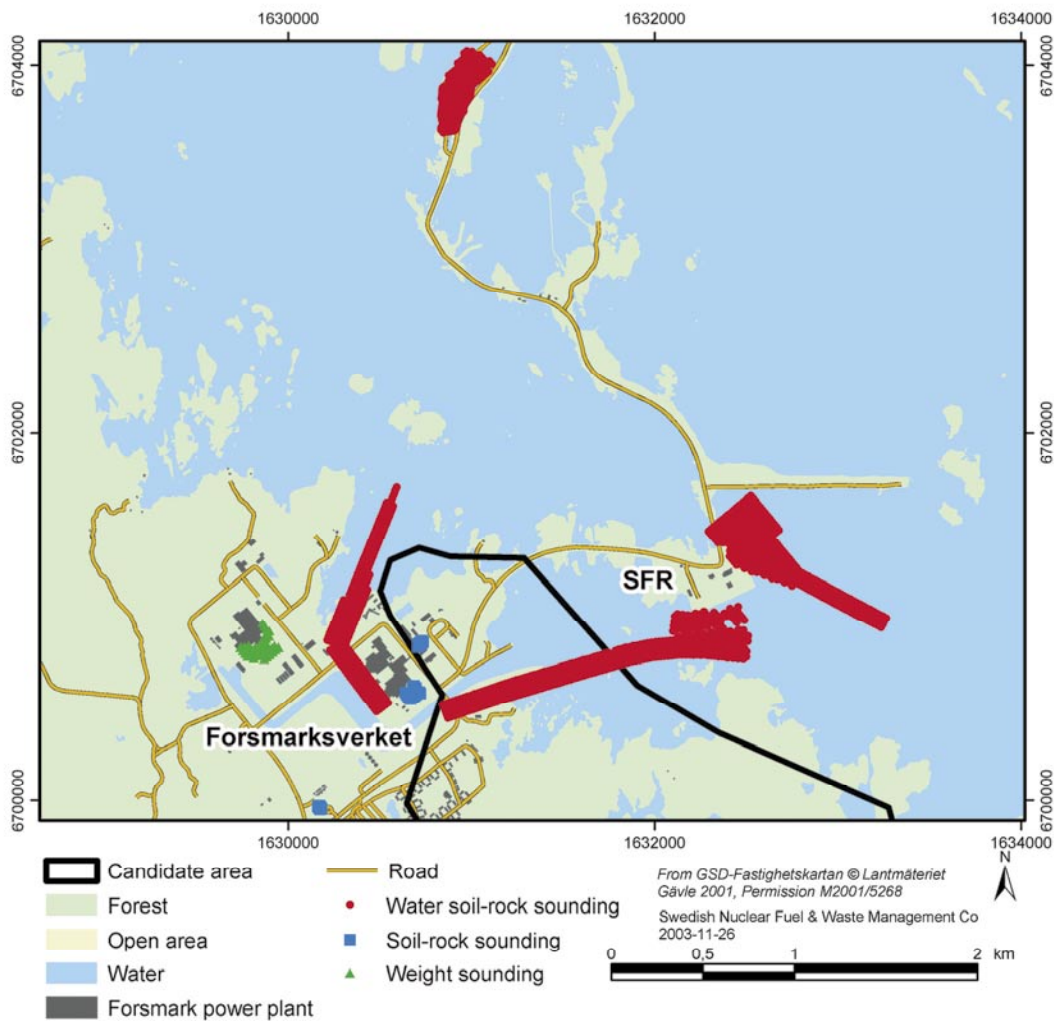 1630000 1632000 1634000
6704000 6704000
6702000 6702000
SFR
Forsmarksverket
6700000 6700000
1630000 1632000 1634000
Candidate area
Forest
Open area
Water
Forsmark power plant
Road
Water soil-rock sounding
Soil-rock sounding
Weight sounding
From GSD-Fastighetskartan © Lantmäteriet
Gävle 2001, Permission M2001/5268
Swedish Nuclear Fuel & Waste Management Co
2003-11-26
N
0 0,5 1 2 km